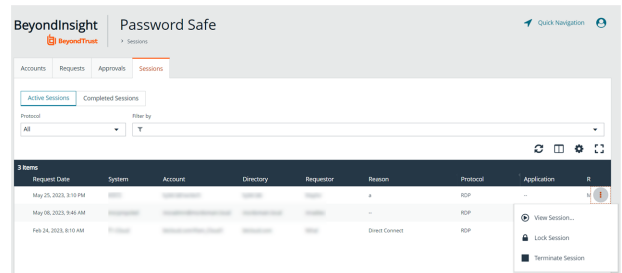 BeyondInsight
BeyondTrust
Password Safe
Sessions
Quick Navigation
Accounts Requests Approvals Sessions
Active Sessions Completed Sessions
Protocol Filter by
All
3 items
Request Date System Account Directory Requestor Reason Protocol Application R
May 25, 2023, 3:10 PM a RDP --
May 08, 2023, 9:46 AM -- RDP
Feb 24, 2023, 8:10 AM Direct Connect RDP
View Session...
Lock Session
Terminate Session